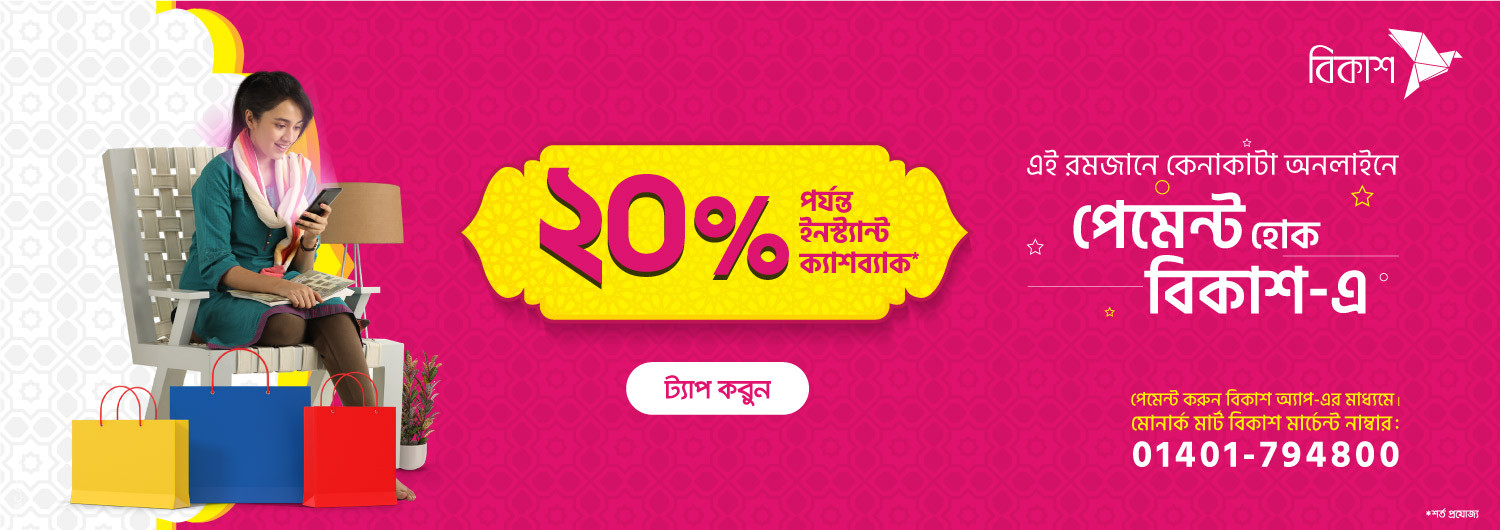 বিকাশ
২০% পর্যন্ত
ইনস্ট্যান্ট
ক্যাশব্যাক*
ট্যাপ করুন
এই রমজানে কেনাকাটা অনলাইনে
পেমেন্ট হোক
বিকাশ-এ
পেমেন্ট করুন বিকাশ অ্যাপ-এর মাধ্যমে।
মোনার্ক মার্ট বিকাশ মার্চেন্ট নাম্বার:
01401-794800
*শর্ত প্রযোজ্য